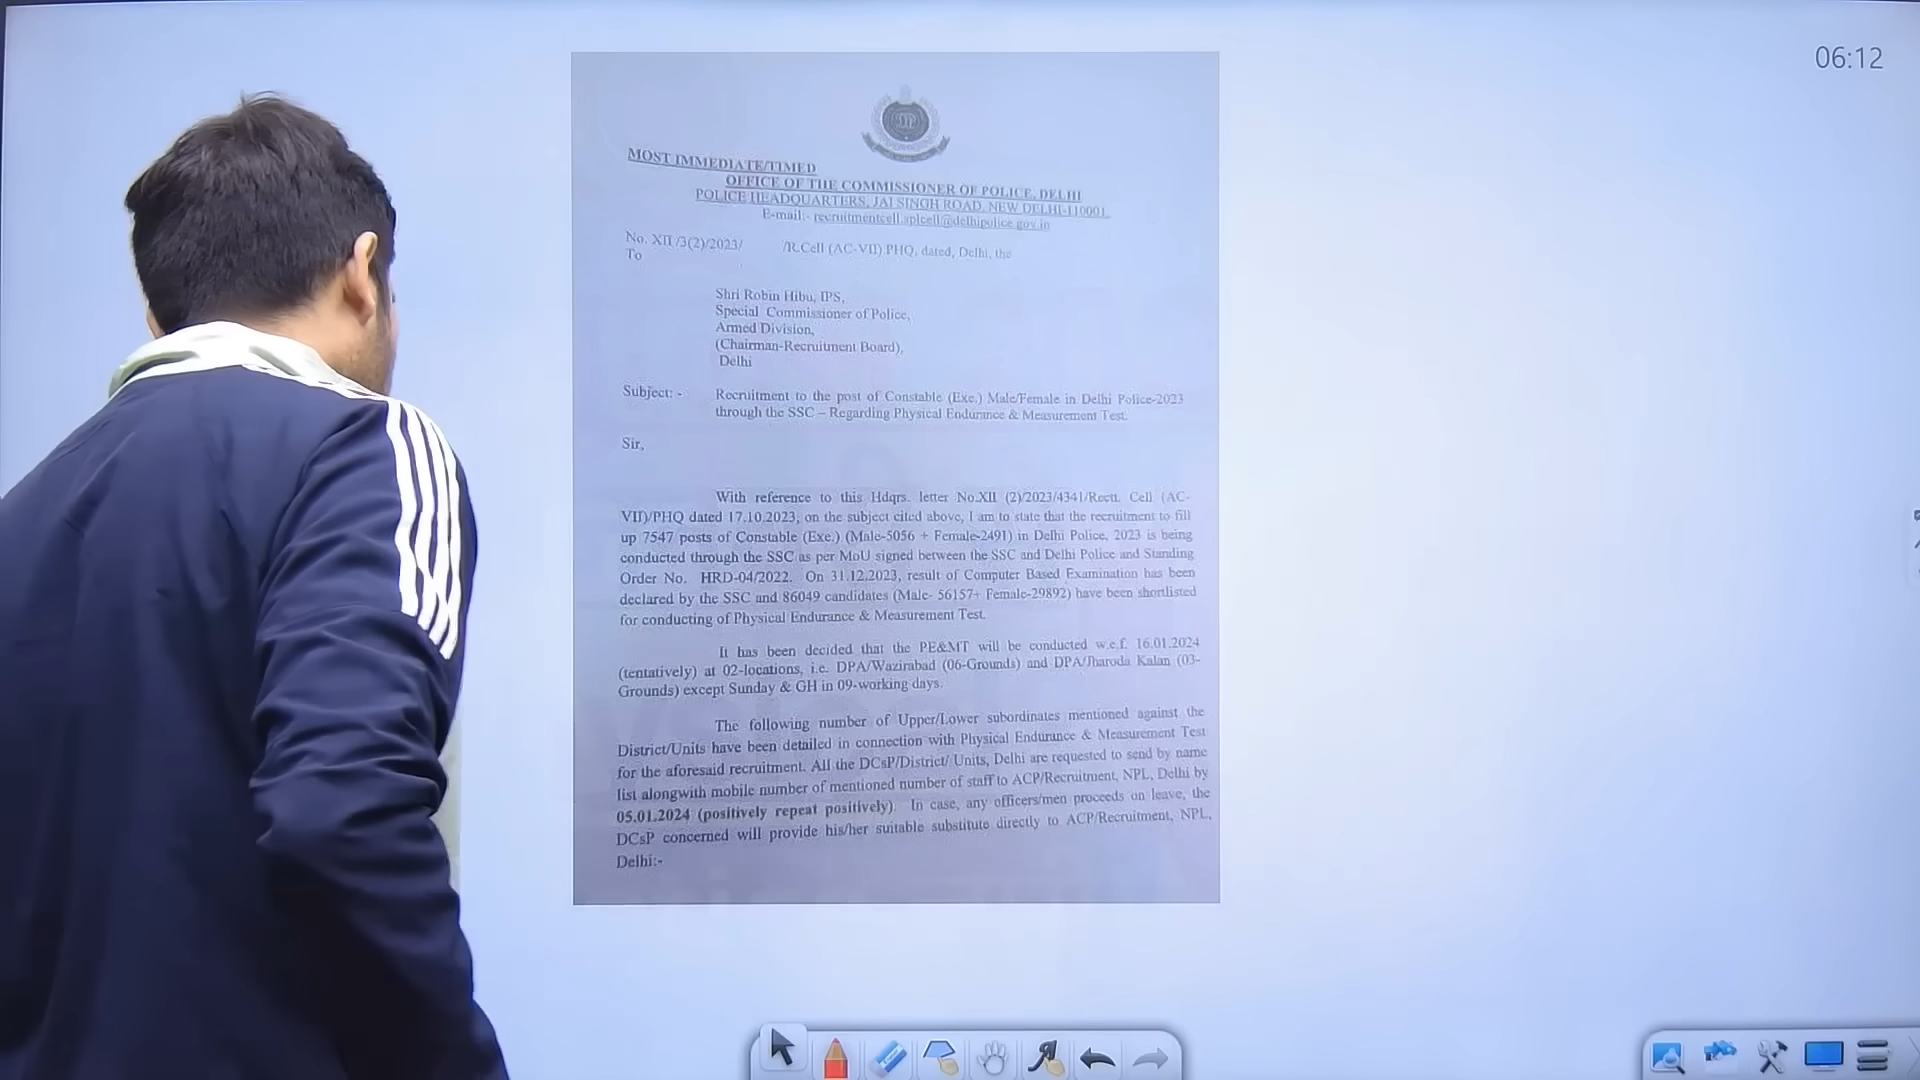 06:12
MOST IMMEDIATE/TIMED
OFFICE OF THE COMMISSIONER OF POLICE, DELHI
POLICE HEADQUARTERS, JAI SINGH ROAD, NEW DELHI-110001.
E-mail:- recruitmentcell.splcell@delhipolice.gov.in
No. XII /3(2)/2023/ /R.Cell (AC-VII) PHQ, dated, Delhi, the
To
Shri Robin Hibu, IPS,
Special Commissioner of Police,
Armed Division,
(Chairman-Recruitment Board),
Delhi
Subject: - Recruitment to the post of Constable (Exe.) Male/Female in Delhi Police-2023
through the SSC – Regarding Physical Endurance & Measurement Test.
Sir,
With reference to this Hdqrs. letter No.XII (2)/2023/4341/Rectt. Cell (AC-
VII)/PHQ dated 17.10.2023, on the subject cited above, I am to state that the recruitment to fill
up 7547 posts of Constable (Exe.) (Male-5056 + Female-2491) in Delhi Police, 2023 is being
conducted through the SSC as per MoU signed between the SSC and Delhi Police and Standing
Order No. HRD-04/2022. On 31.12.2023, result of Computer Based Examination has been
declared by the SSC and 86049 candidates (Male- 56157+ Female-29892) have been shortlisted
for conducting of Physical Endurance & Measurement Test.
It has been decided that the PE&MT will be conducted w.e.f. 16.01.2024
(tentatively) at 02-locations, i.e. DPA/Wazirabad (06-Grounds) and DPA/Jharoda Kalan (03-
Grounds) except Sunday & GH in 09-working days.
The following number of Upper/Lower subordinates mentioned against the
District/Units have been detailed in connection with Physical Endurance & Measurement Test
for the aforesaid recruitment. All the DCsP/District/ Units, Delhi are requested to send by name
list alongwith mobile number of mentioned number of staff to ACP/Recruitment, NPL, Delhi by
05.01.2024 (positively repeat positively). In case, any officers/men proceeds on leave, the
DCsP concerned will provide his/her suitable substitute directly to ACP/Recruitment, NPL,
Delhi:-